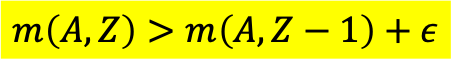 m(A, Z) > m(A, Z − 1) + ϵ